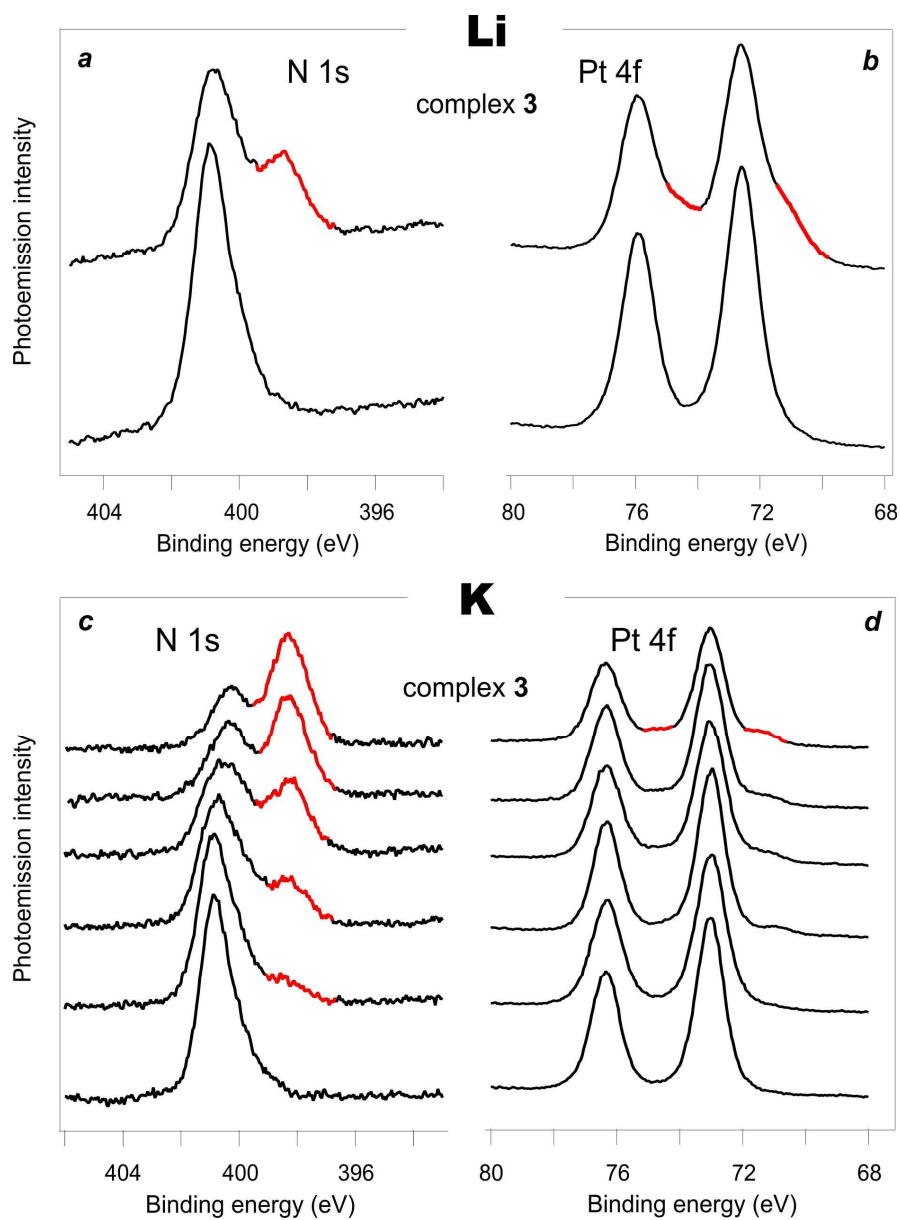 Li
a
b
N 1s
Pt 4f
complex 3
Photoemission intensity
404 400 396
80 76 72 68
Binding energy (eV)
Binding energy (eV)
K
c
d
N 1s
Pt 4f
complex 3
Photoemission intensity
404 400 396
80 76 72 68
Binding energy (eV)
Binding energy (eV)